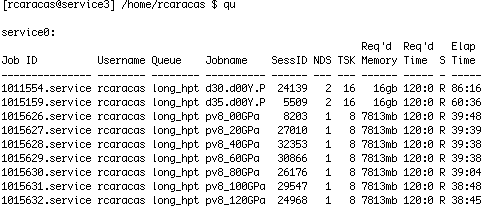 [rcaracas@service3] /home/rcaracas $ qu
service0:
Req'd Req'd Elap
Job ID Username Queue Jobname SessID NDS TSK Memory Time S Time
--------------- -------- -------- ---------- ------ --- --- ------ ----- - -----
1011554.service rcaracas long_hpt d30.d00Y.P 24139 2 16 16gb 120:0 R 86:16
1015159.service rcaracas long_hpt d35.d00Y.P 5509 2 16 16gb 120:0 R 60:36
1015626.service rcaracas long_hpt pv8_00GPa 8203 1 8 7813mb 120:0 R 39:48
1015627.service rcaracas long_hpt pv8_20GPa 27010 1 8 7813mb 120:0 R 39:39
1015628.service rcaracas long_hpt pv8_40GPa 32353 1 8 7813mb 120:0 R 39:38
1015629.service rcaracas long_hpt pv8_60GPa 30866 1 8 7813mb 120:0 R 39:38
1015630.service rcaracas long_hpt pv8_80GPa 26176 1 8 7813mb 120:0 R 39:04
1015631.service rcaracas long_hpt pv8_100GPa 29547 1 8 7813mb 120:0 R 38:48
1015632.service rcaracas long_hpt pv8_120GPa 24968 1 8 7813mb 120:0 R 38:45